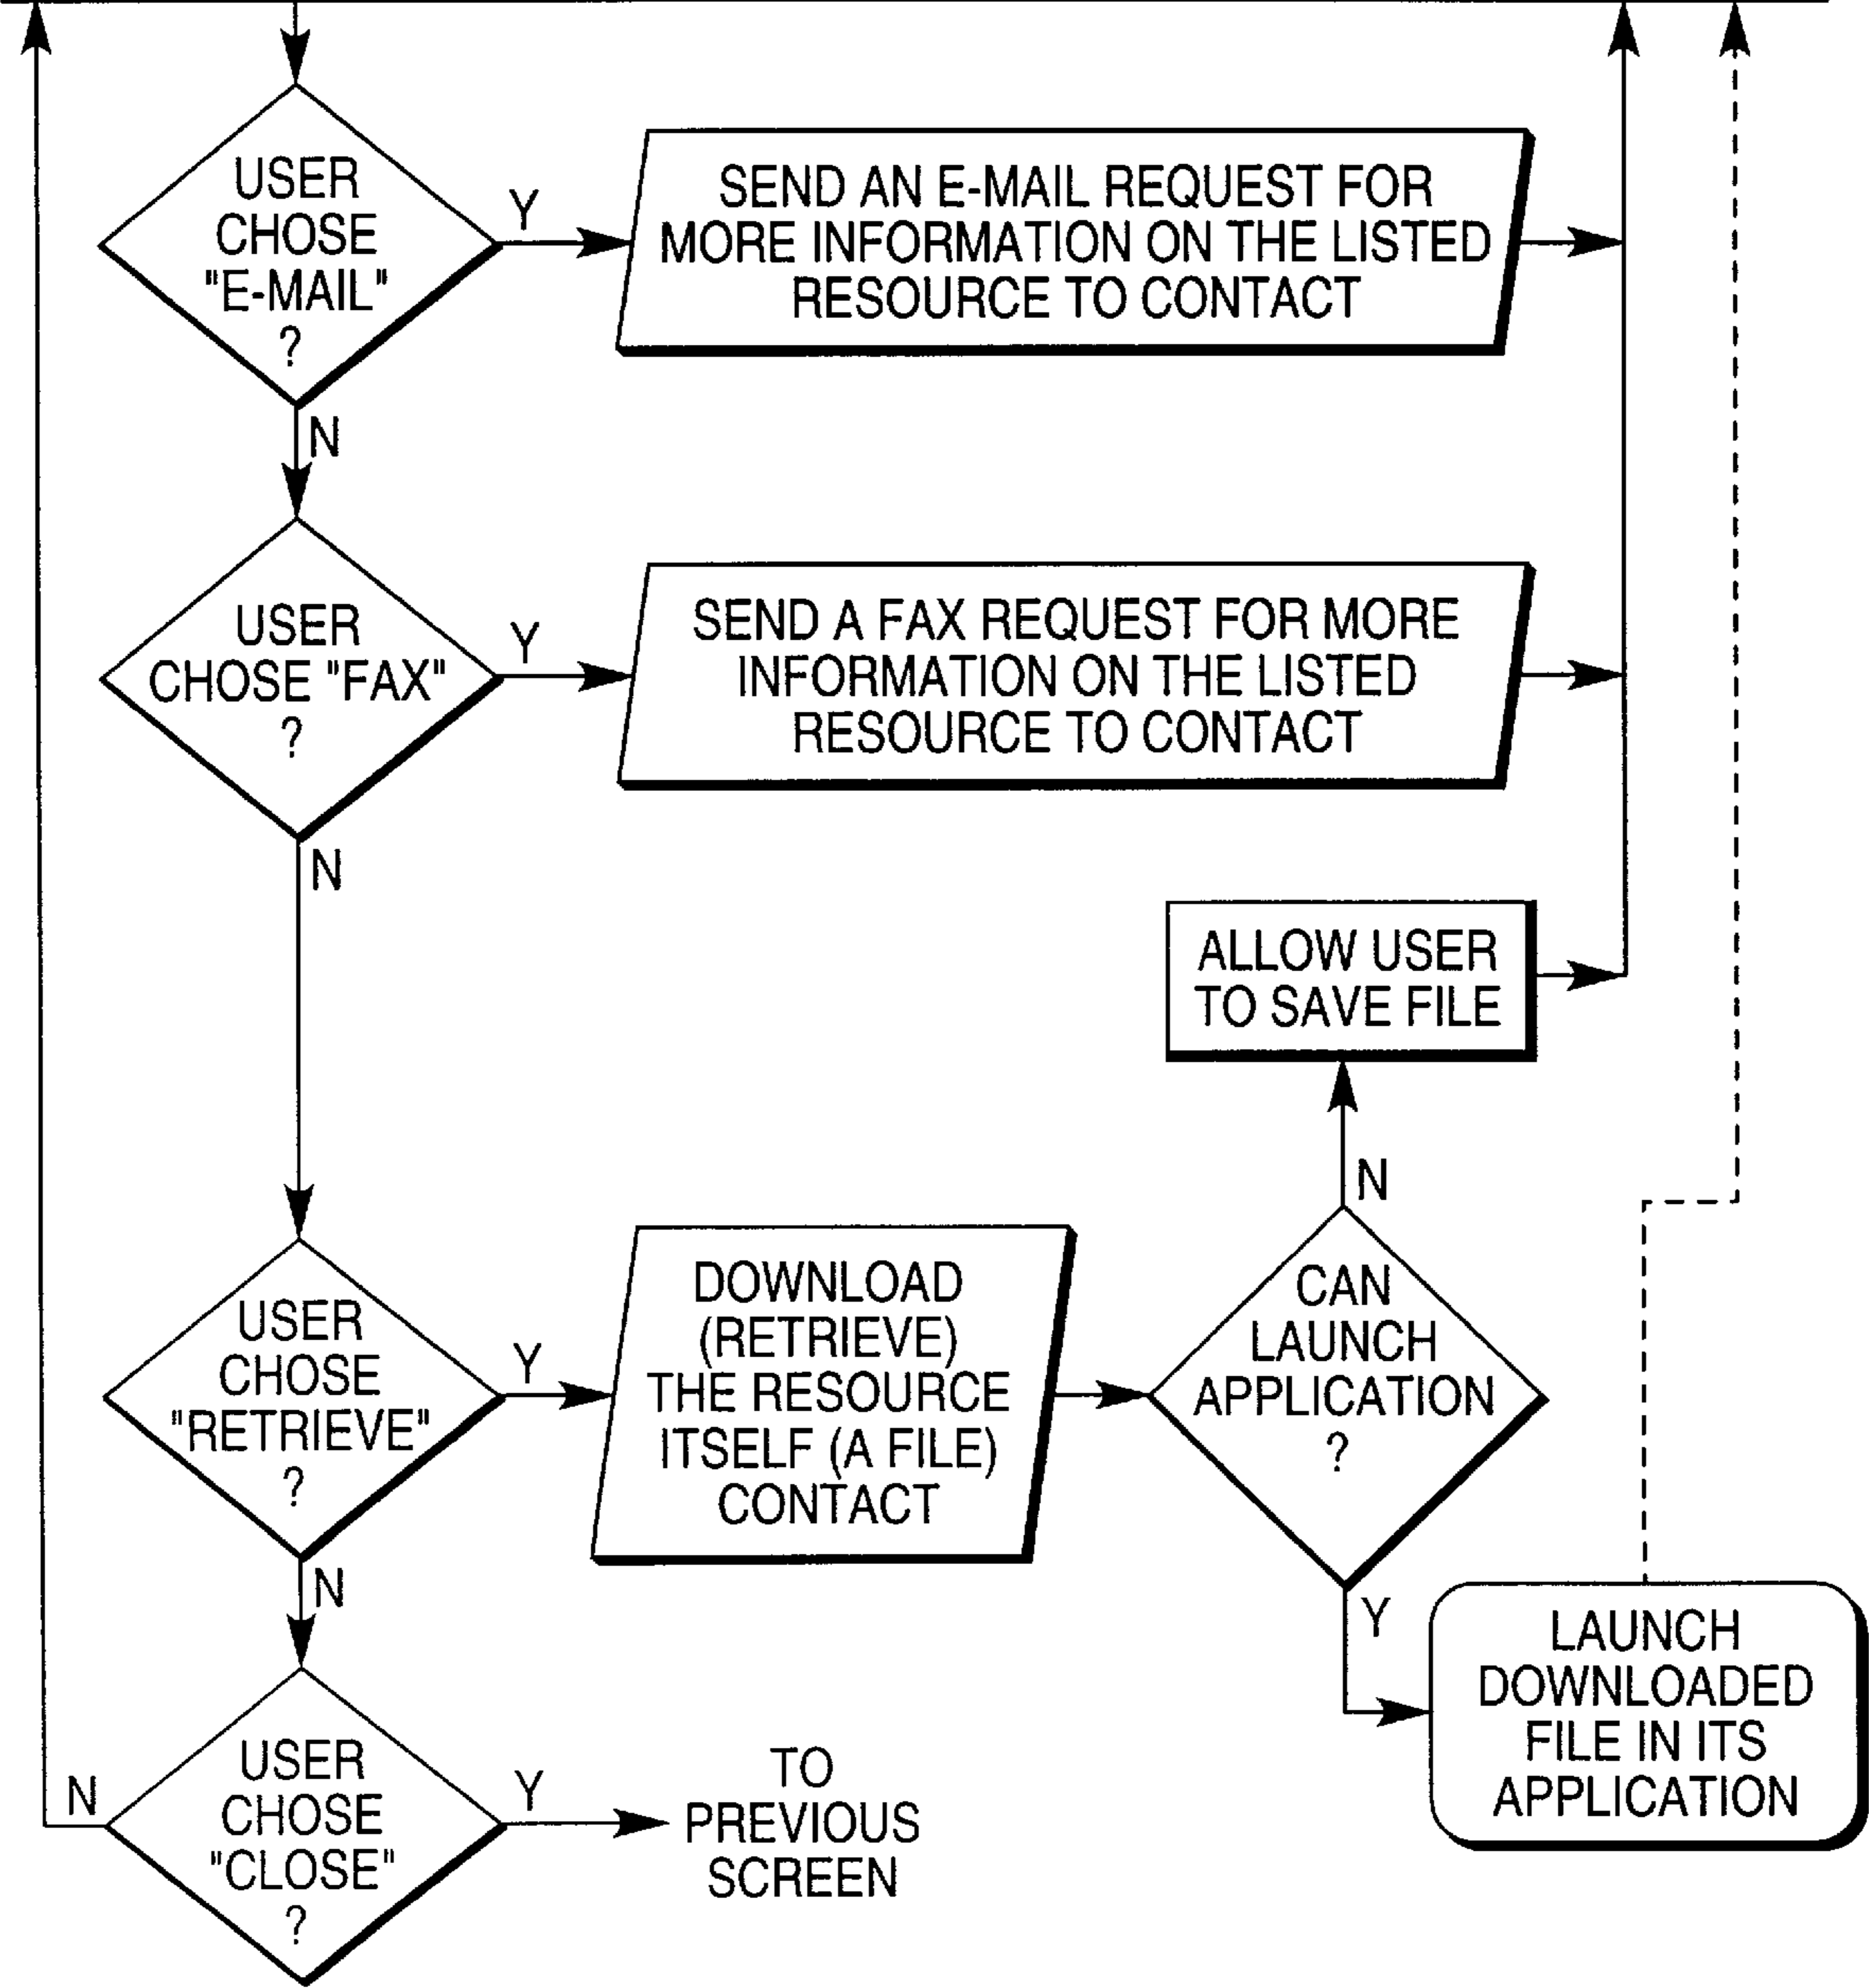 USER
CHOSE
"E-MAIL"
?
Y
SEND AN E-MAIL REQUEST FOR
MORE INFORMATION ON THE LISTED
RESOURCE TO CONTACT
N
USER
CHOSE "FAX"
?
Y
SEND A FAX REQUEST FOR MORE
INFORMATION ON THE LISTED
RESOURCE TO CONTACT
N
ALLOW USER
TO SAVE FILE
N
USER
CHOSE
"RETRIEVE"
?
Y
DOWNLOAD
(RETRIEVE)
THE RESOURCE
ITSELF (A FILE)
CONTACT
CAN
LAUNCH
APPLICATION
?
N
Y
LAUNCH
DOWNLOADED
FILE IN ITS
APPLICATION
USER
CHOSE
"CLOSE"
?
N
Y
TO
PREVIOUS
SCREEN